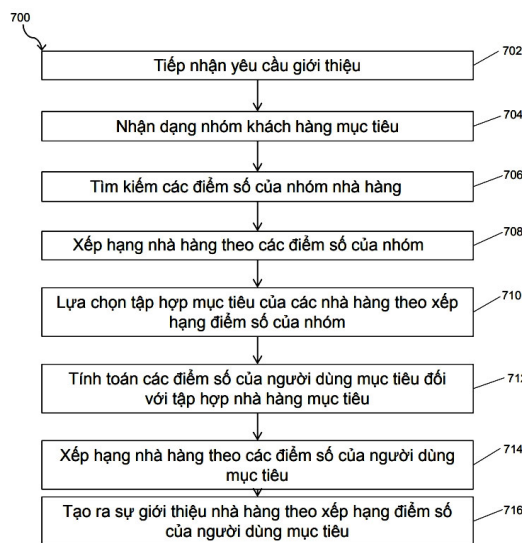 700
Tiếp nhận yêu cầu giới thiệu
702
Nhận dạng nhóm khách hàng mục tiêu
704
Tìm kiếm các điểm số của nhóm nhà hàng
706
Xếp hạng nhà hàng theo các điểm số của nhóm
708
Lựa chọn tập hợp mục tiêu của các nhà hàng theo xếp
hạng điểm số của nhóm
710
Tính toán các điểm số của người dùng mục tiêu đối
với tập hợp nhà hàng mục tiêu
712
Xếp hạng nhà hàng theo các điểm số của người dùng
mục tiêu
714
Tạo ra sự giới thiệu nhà hàng theo xếp hạng điểm số
của người dùng mục tiêu
716